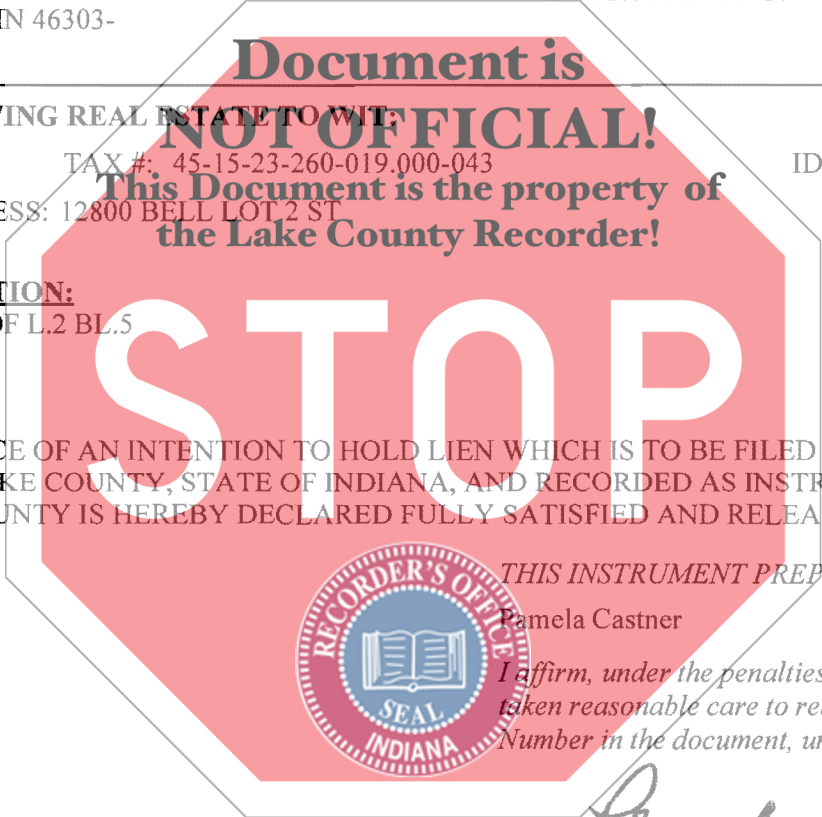 IN 46303-
Document is
ING REAL ESTATE TO WIT:
NOT OFFICIAL!
TAX #: 45-15-23-260-019.000-043 ID
This Document is the property of
ESS: 12800 BELL LOT 2 ST
the Lake County Recorder!
TION:
OF L.2 BL.5
STOP
CE OF AN INTENTION TO HOLD LIEN WHICH IS TO BE FILED
KE COUNTY, STATE OF INDIANA, AND RECORDED AS INSTR
UNTY IS HEREBY DECLARED FULLY SATISFIED AND RELEA
THIS INSTRUMENT PREP
RECORDER'S OFFICE
Pamela Castner
I affirm, under the penalties
SEAL
taken reasonable care to re
INDIANA
Number in the document, un